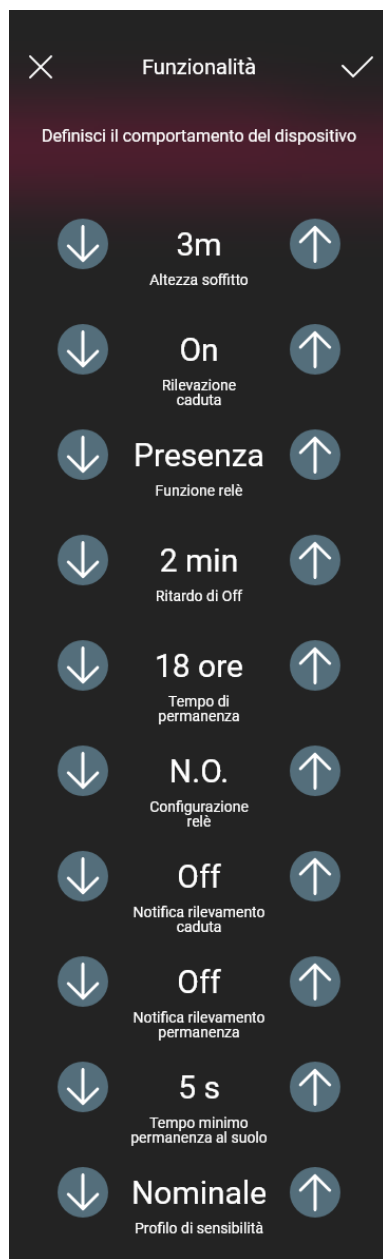 Funzionalità
Definisci il comportamento del dispositivo
3m
Altezza soffitto
On
Rilevazione
caduta
Presenza
Funzione relè
2 min
Ritardo di Off
18 ore
Tempo di
permanenza
N.O.
Configurazione
relè
Off
Notifica rilevamento
caduta
Off
Notifica rilevamento
permanenza
5 s
Tempo minimo
permanenza al suolo
Nominale
Profilo di sensibilità